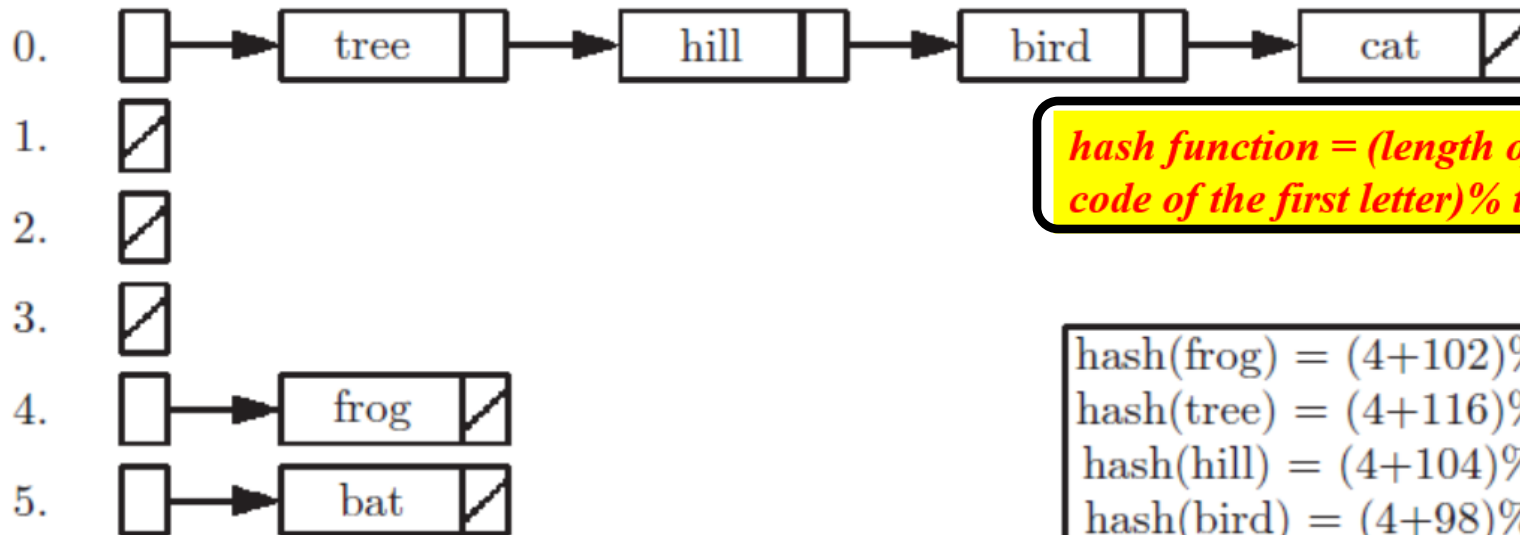 0. tree hill bird cat
1.
hash function = (length
code of the first letter)%
2.
3.
hash(frog) = (4+102)%
4. frog
hash(tree) = (4+116)%
hash(hill) = (4+104)%
5. bat
hash(bird) = (4+98)%